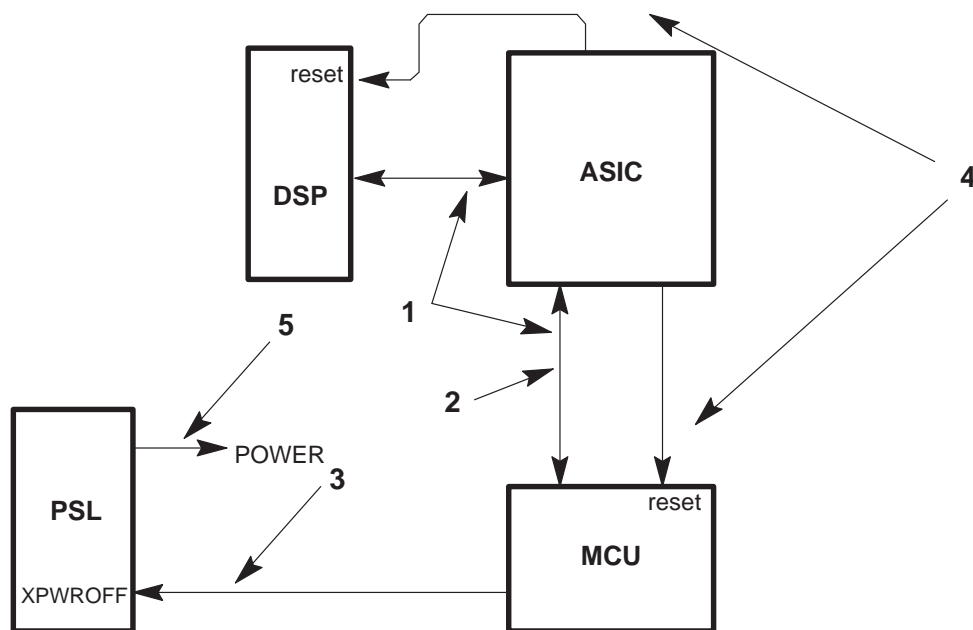 reset
ASIC
4
DSP
1
5
2
POWER
3
reset
PSL
MCU
XPWROFF